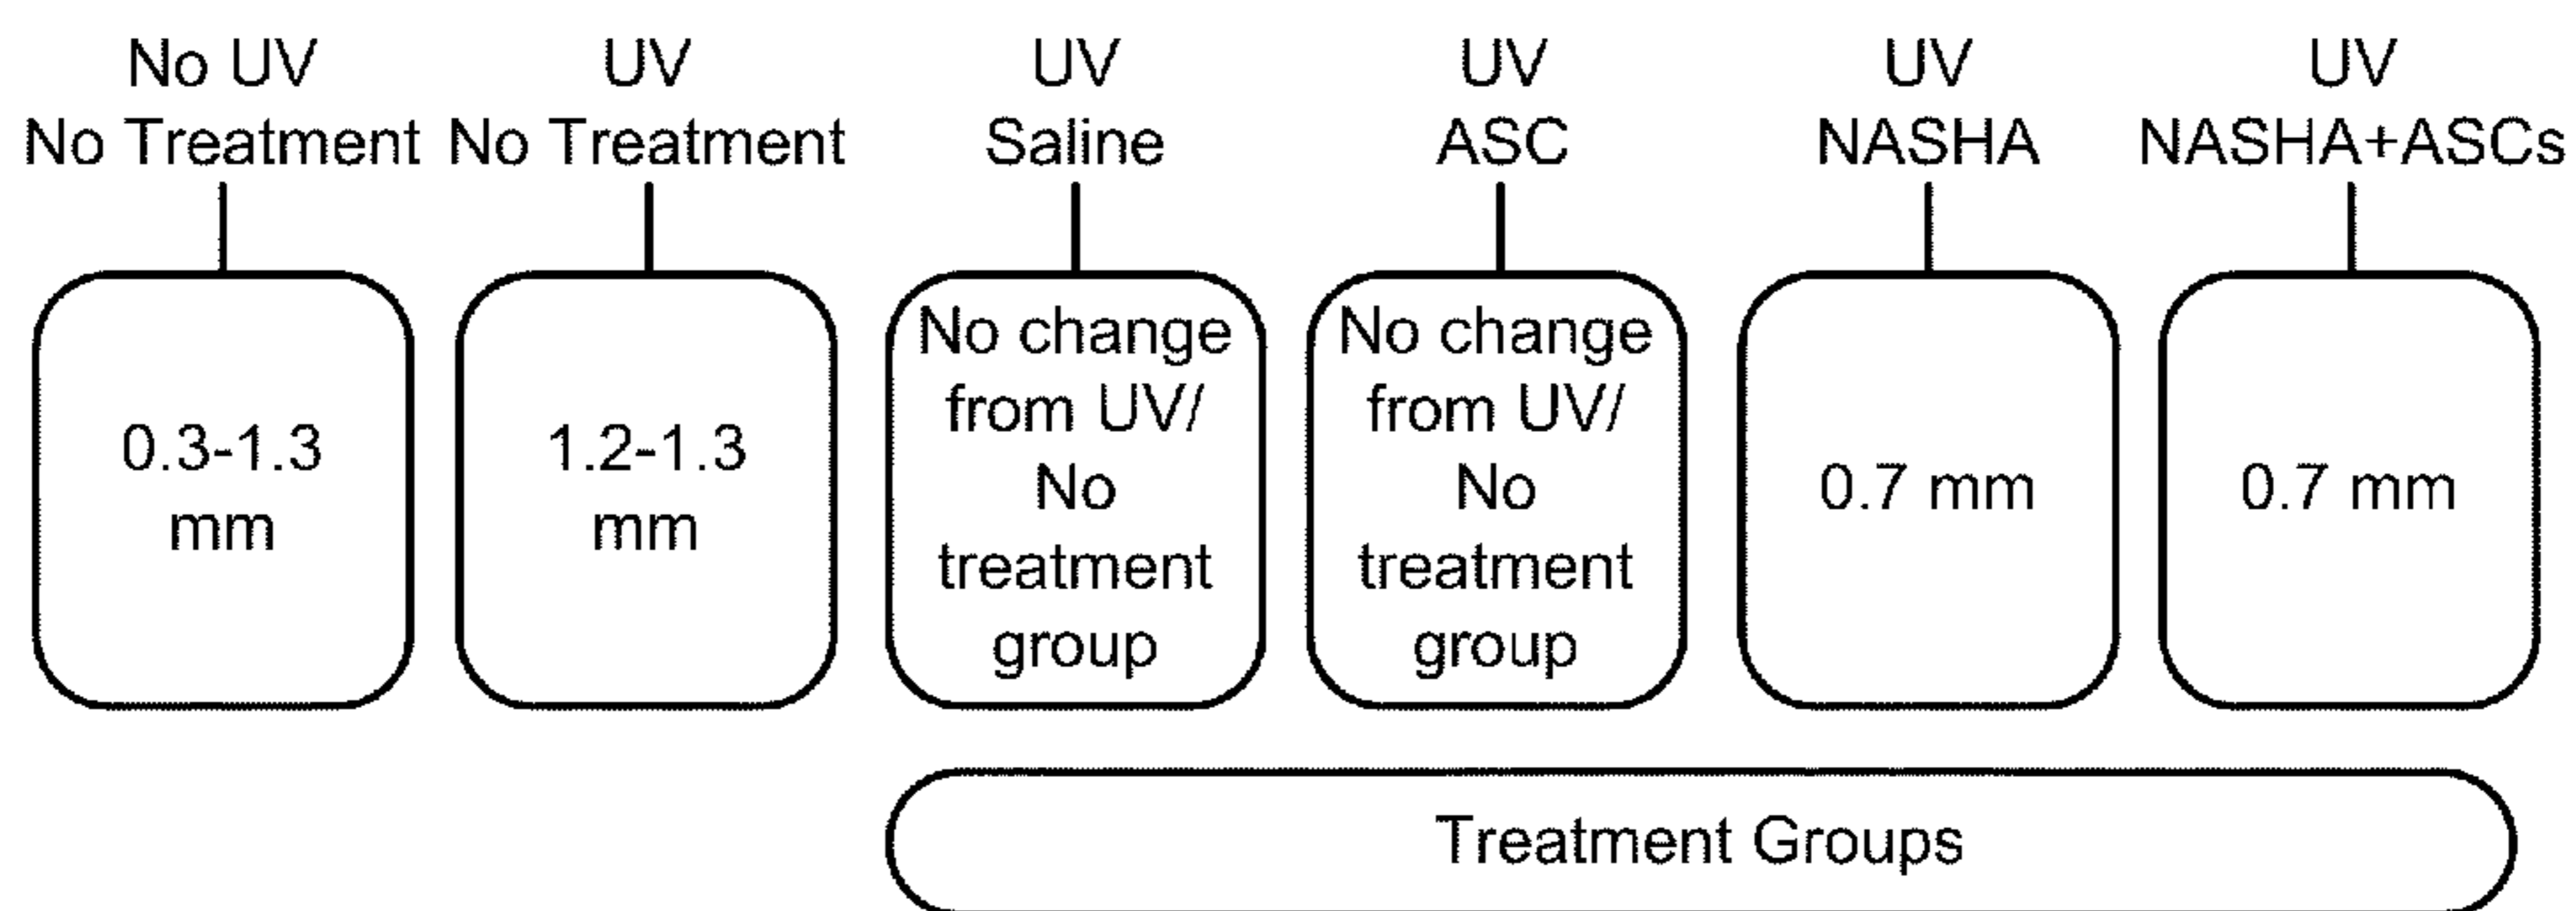 No UV
No Treatment
UV
No Treatment
UV
Saline
UV
ASC
UV
NASHA
UV
NASHA+ASCs
0.3-1.3
mm
1.2-1.3
mm
No change
from UV/
No
treatment
group
No change
from UV/
No
treatment
group
0.7 mm
0.7 mm
Treatment Groups